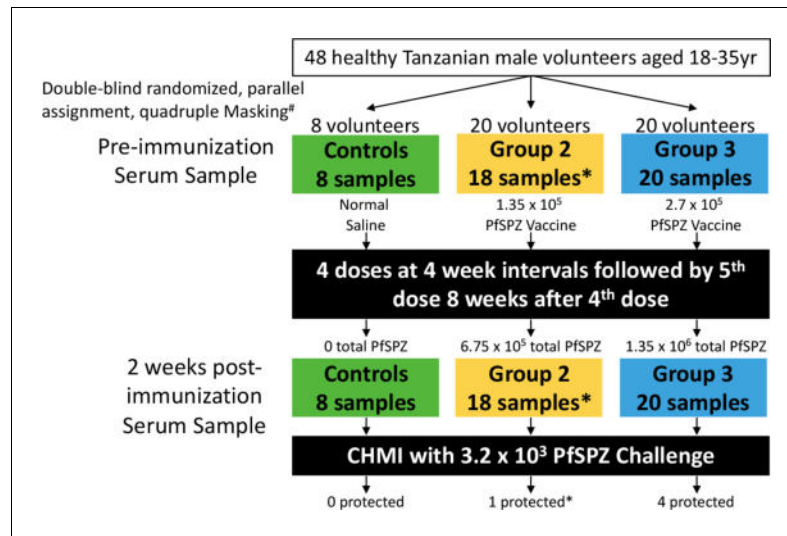 48 healthy Tanzanian male volunteers aged 18-35yr
Double-blind randomized, parallel
assignment, quadruple Masking#
8 volunteers 20 volunteers 20 volunteers
Pre-immunization
Serum Sample
Controls
8 samples
Group 2
18 samples*
Group 3
20 samples
Normal
Saline
1.35 x 10⁵
PfSPZ Vaccine
2.7 x 10⁵
PfSPZ Vaccine
4 doses at 4 week intervals followed by 5th
dose 8 weeks after 4th dose
0 total PfSPZ 6.75 x 10⁵ total PfSPZ 1.35 x 10⁶ total PfSPZ
2 weeks post-
immunization
Serum Sample
Controls
8 samples
Group 2
18 samples*
Group 3
20 samples
CHMI with 3.2 x 10³ PfSPZ Challenge
0 protected 1 protected* 4 protected